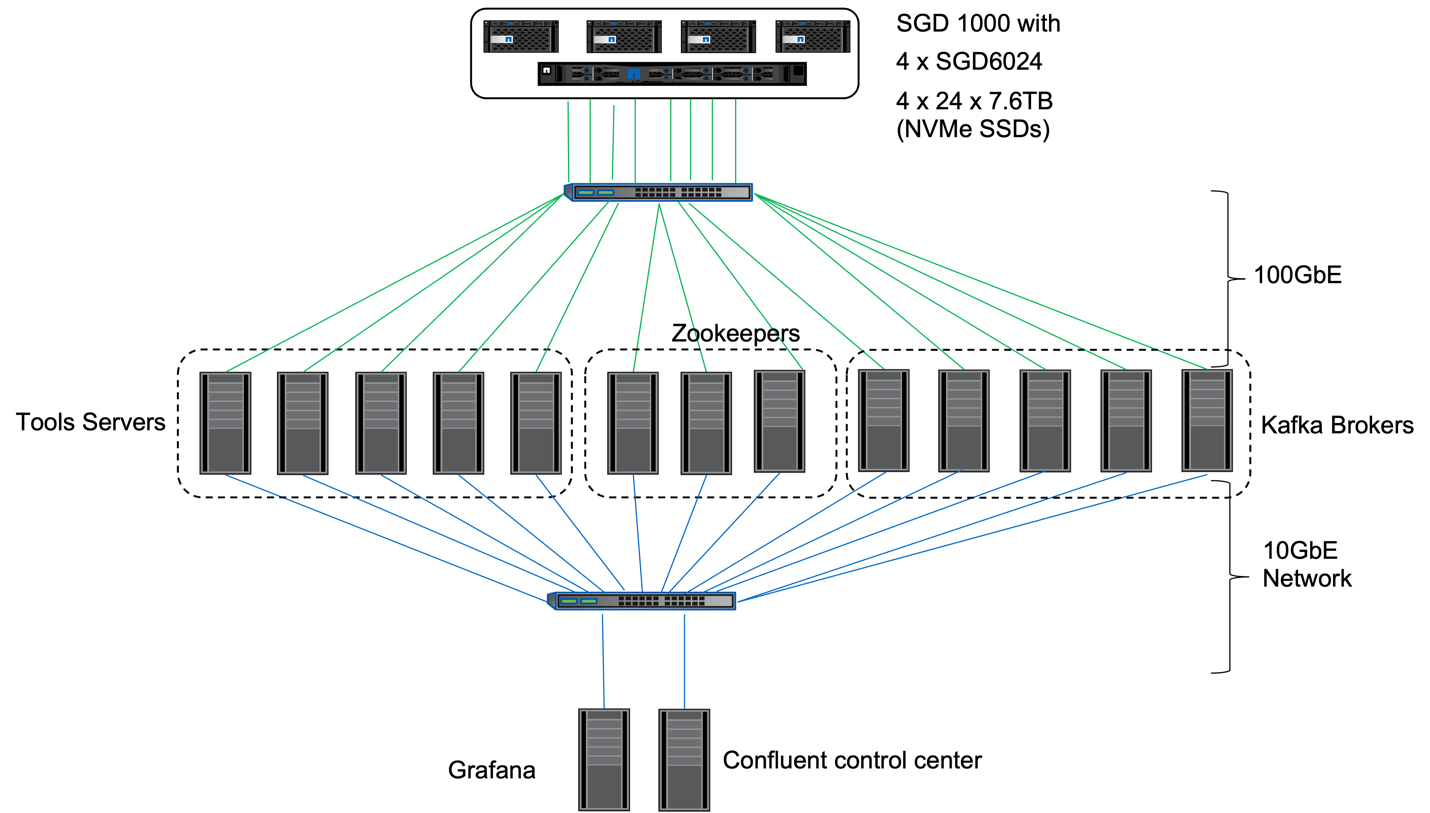 SGD 1000 with
4 x SGD6024
4 x 24 x 7.6TB
(NVMe SSDs)
100GbE
Zookeepers
Tools Servers
Kafka Brokers
10GbE
Network
Grafana
Confluent control center